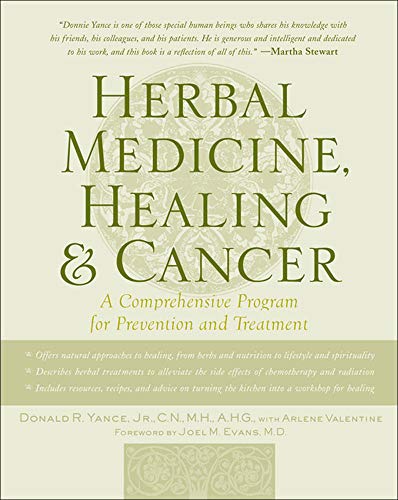 "Donnie Yance is one of those special human beings who shares his knowledge with
his friends, his colleagues, and his patients. He is generous and intelligent and dedicated
to his work, and this book is a reflection of all of this." —Martha Stewart
HERBAL
MEDICINE,
HEALING
& CANCER
A Comprehensive Program
for Prevention and Treatment
Offers natural approaches to healing, from herbs and nutrition to lifestyle and spirituality
Describes herbal treatments to alleviate the side effects of chemotherapy and radiation
Includes resources, recipes, and advice on turning the kitchen into a workshop for healing
DONALD R. YANCE, JR., C.N., M.H., A.H.G., WITH ARLENE VALENTINE
FOREWORD BY JOEL M. EVANS, M.D.